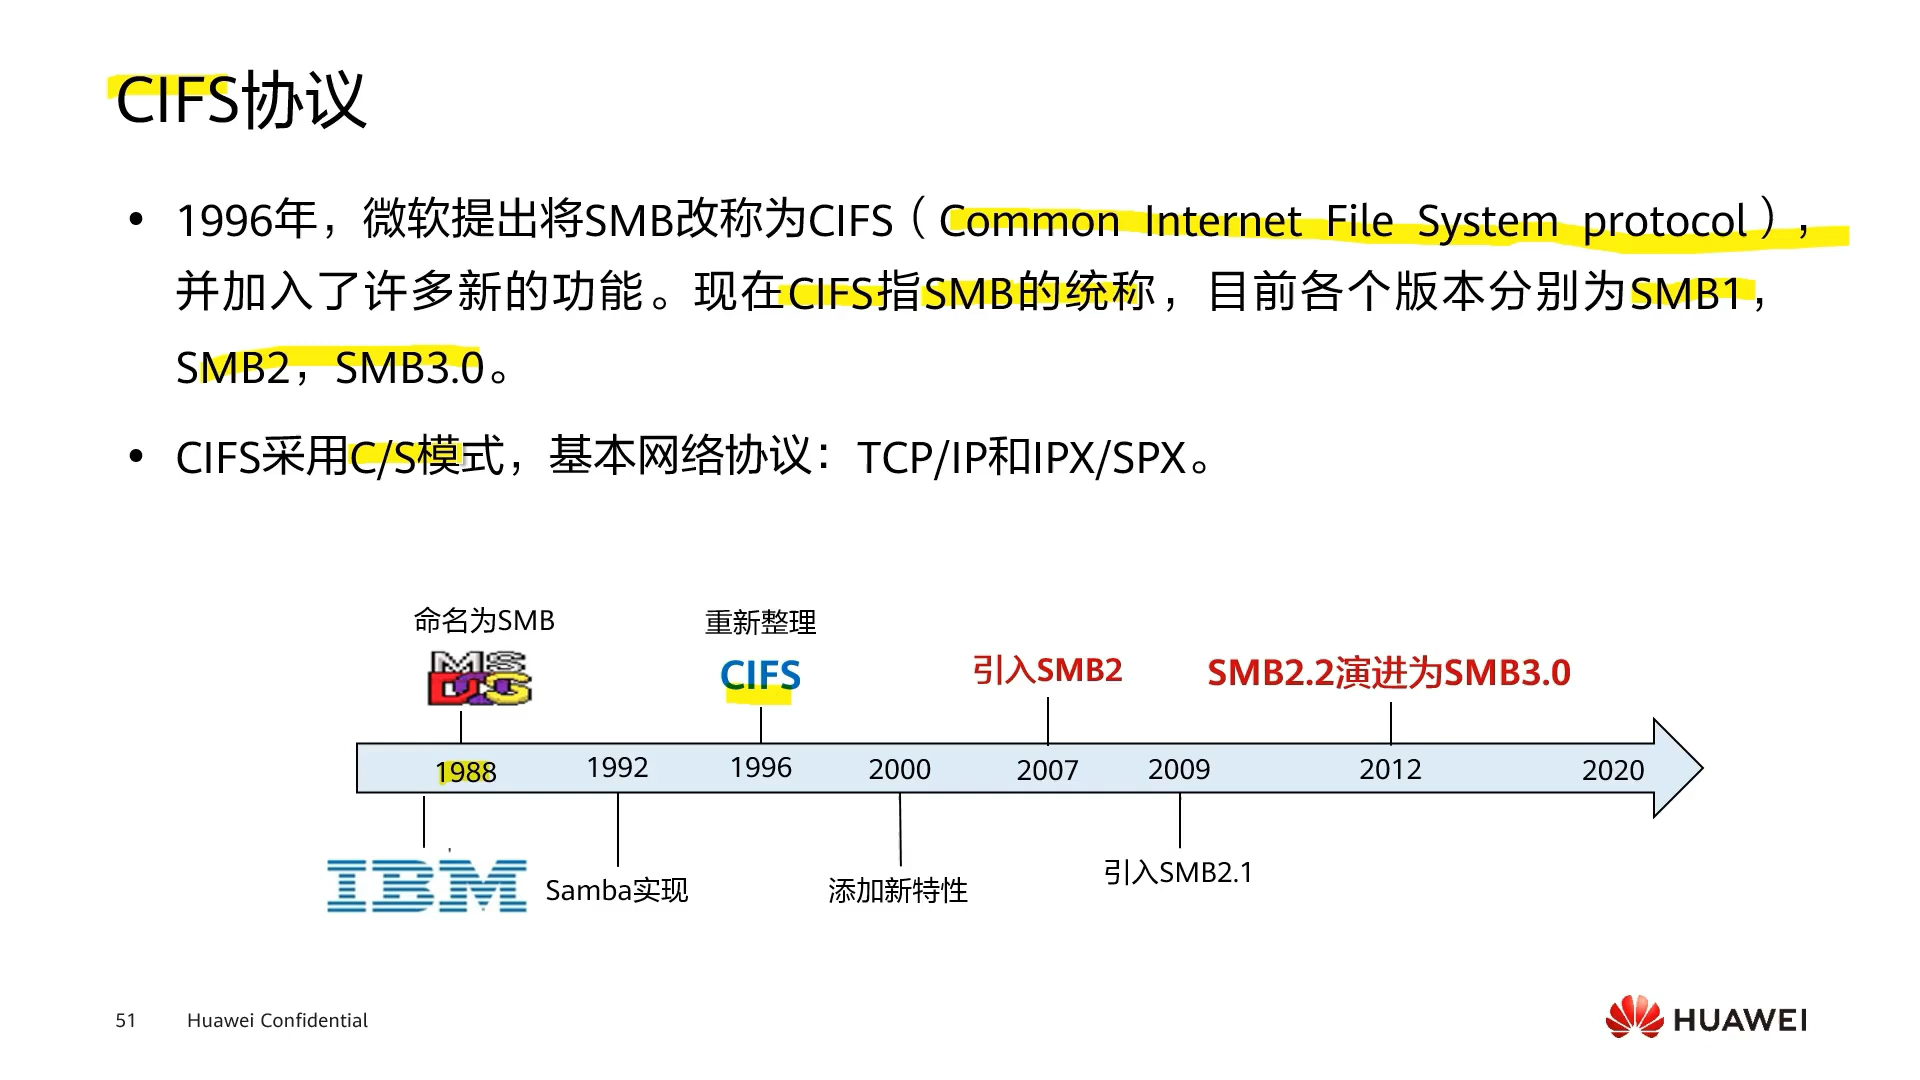 CIFS协议
• 1996年，微软提出将SMB改称为CIFS（Common Internet File System protocol），
并加入了许多新的功能。现在CIFS指SMB的统称，目前各个版本分别为SMB1，
SMB2，SMB3.0。
• CIFS采用C/S模式，基本网络协议：TCP/IP和IPX/SPX。
命名为SMB
重新整理
MS
DOS
CIFS
引入SMB2
SMB2.2演进为SMB3.0
1988
1992
1996
2000
2007
2009
2012
2020
IBM
Samba实现
添加新特性
引入SMB2.1
51
Huawei Confidential
HUAWEI